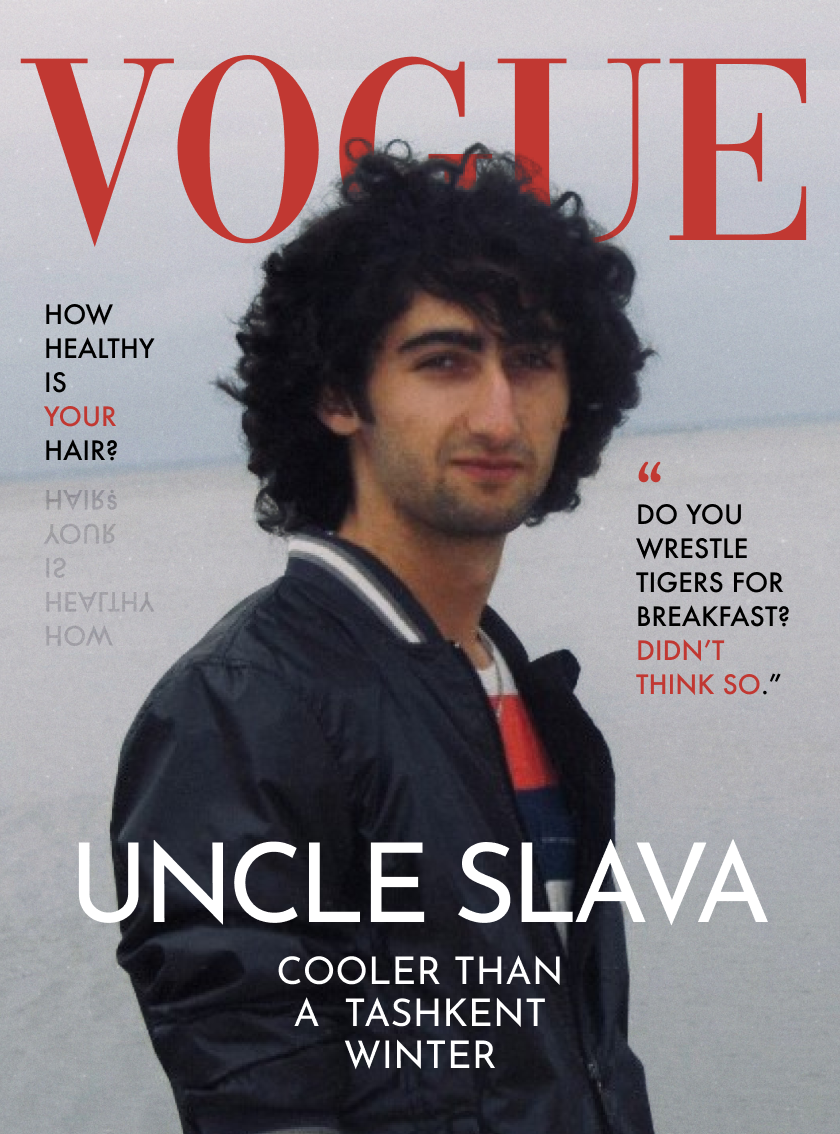 VOGUE
HOW
HEALTHY
IS
YOUR
HAIR?
HAIR?
YOUR
IS
HEALTHY
HOW
“
DO YOU
WRESTLE
TIGERS FOR
BREAKFAST?
DIDN’T
THINK SO.”
UNCLE SLAVA
COOLER THAN
A TASHKENT
WINTER